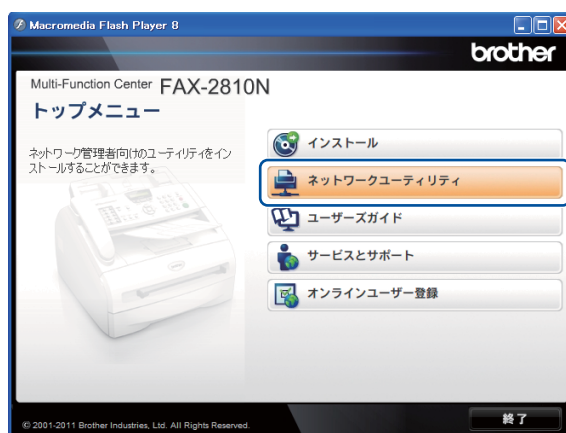 Macromedia Flash Player 8
brother
Multi-Function Center FAX-2810N
トップメニュー
ネットワーク管理者向けのユーティリティをイン
ストールすることができます。
インストール
ネットワークユーティリティ
ユーザーズガイド
サービスとサポート
オンラインユーザー登録
© 2001-2011 Brother Industries, Ltd. All Rights Reserved.
終了